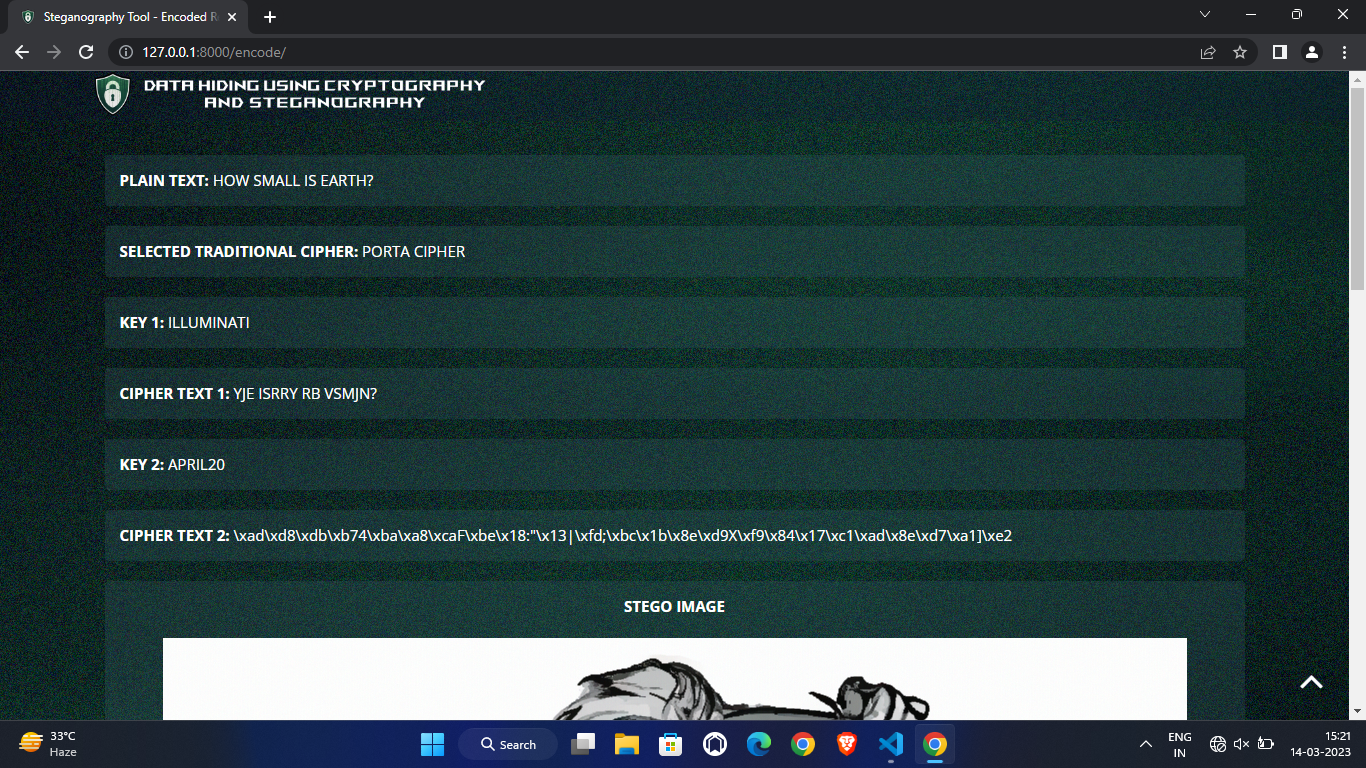 Steganography Tool - Encoded R
127.0.0.1:8000/encode/
DATA HIDING USING CRYPTOGRAPHY
AND STEGANOGRAPHY
PLAIN TEXT: HOW SMALL IS EARTH?
SELECTED TRADITIONAL CIPHER: PORTA CIPHER
KEY 1: ILLUMINATI
CIPHER TEXT 1: YJE ISRRY RB VSMJN?
KEY 2: APRIL20
CIPHER TEXT 2: \xad\xd8\xdb\xb74\xba\xa8\xcaF\xbe\x18:"\x13|\xfd;\xbc\x1b\x8e\xd9X\xf9\x84\x17\xc1\xad\x8e\xd7\xa1]\xe2
STEGO IMAGE
33°C
Haze
Search
ENG
IN
15:21
14-03-2023